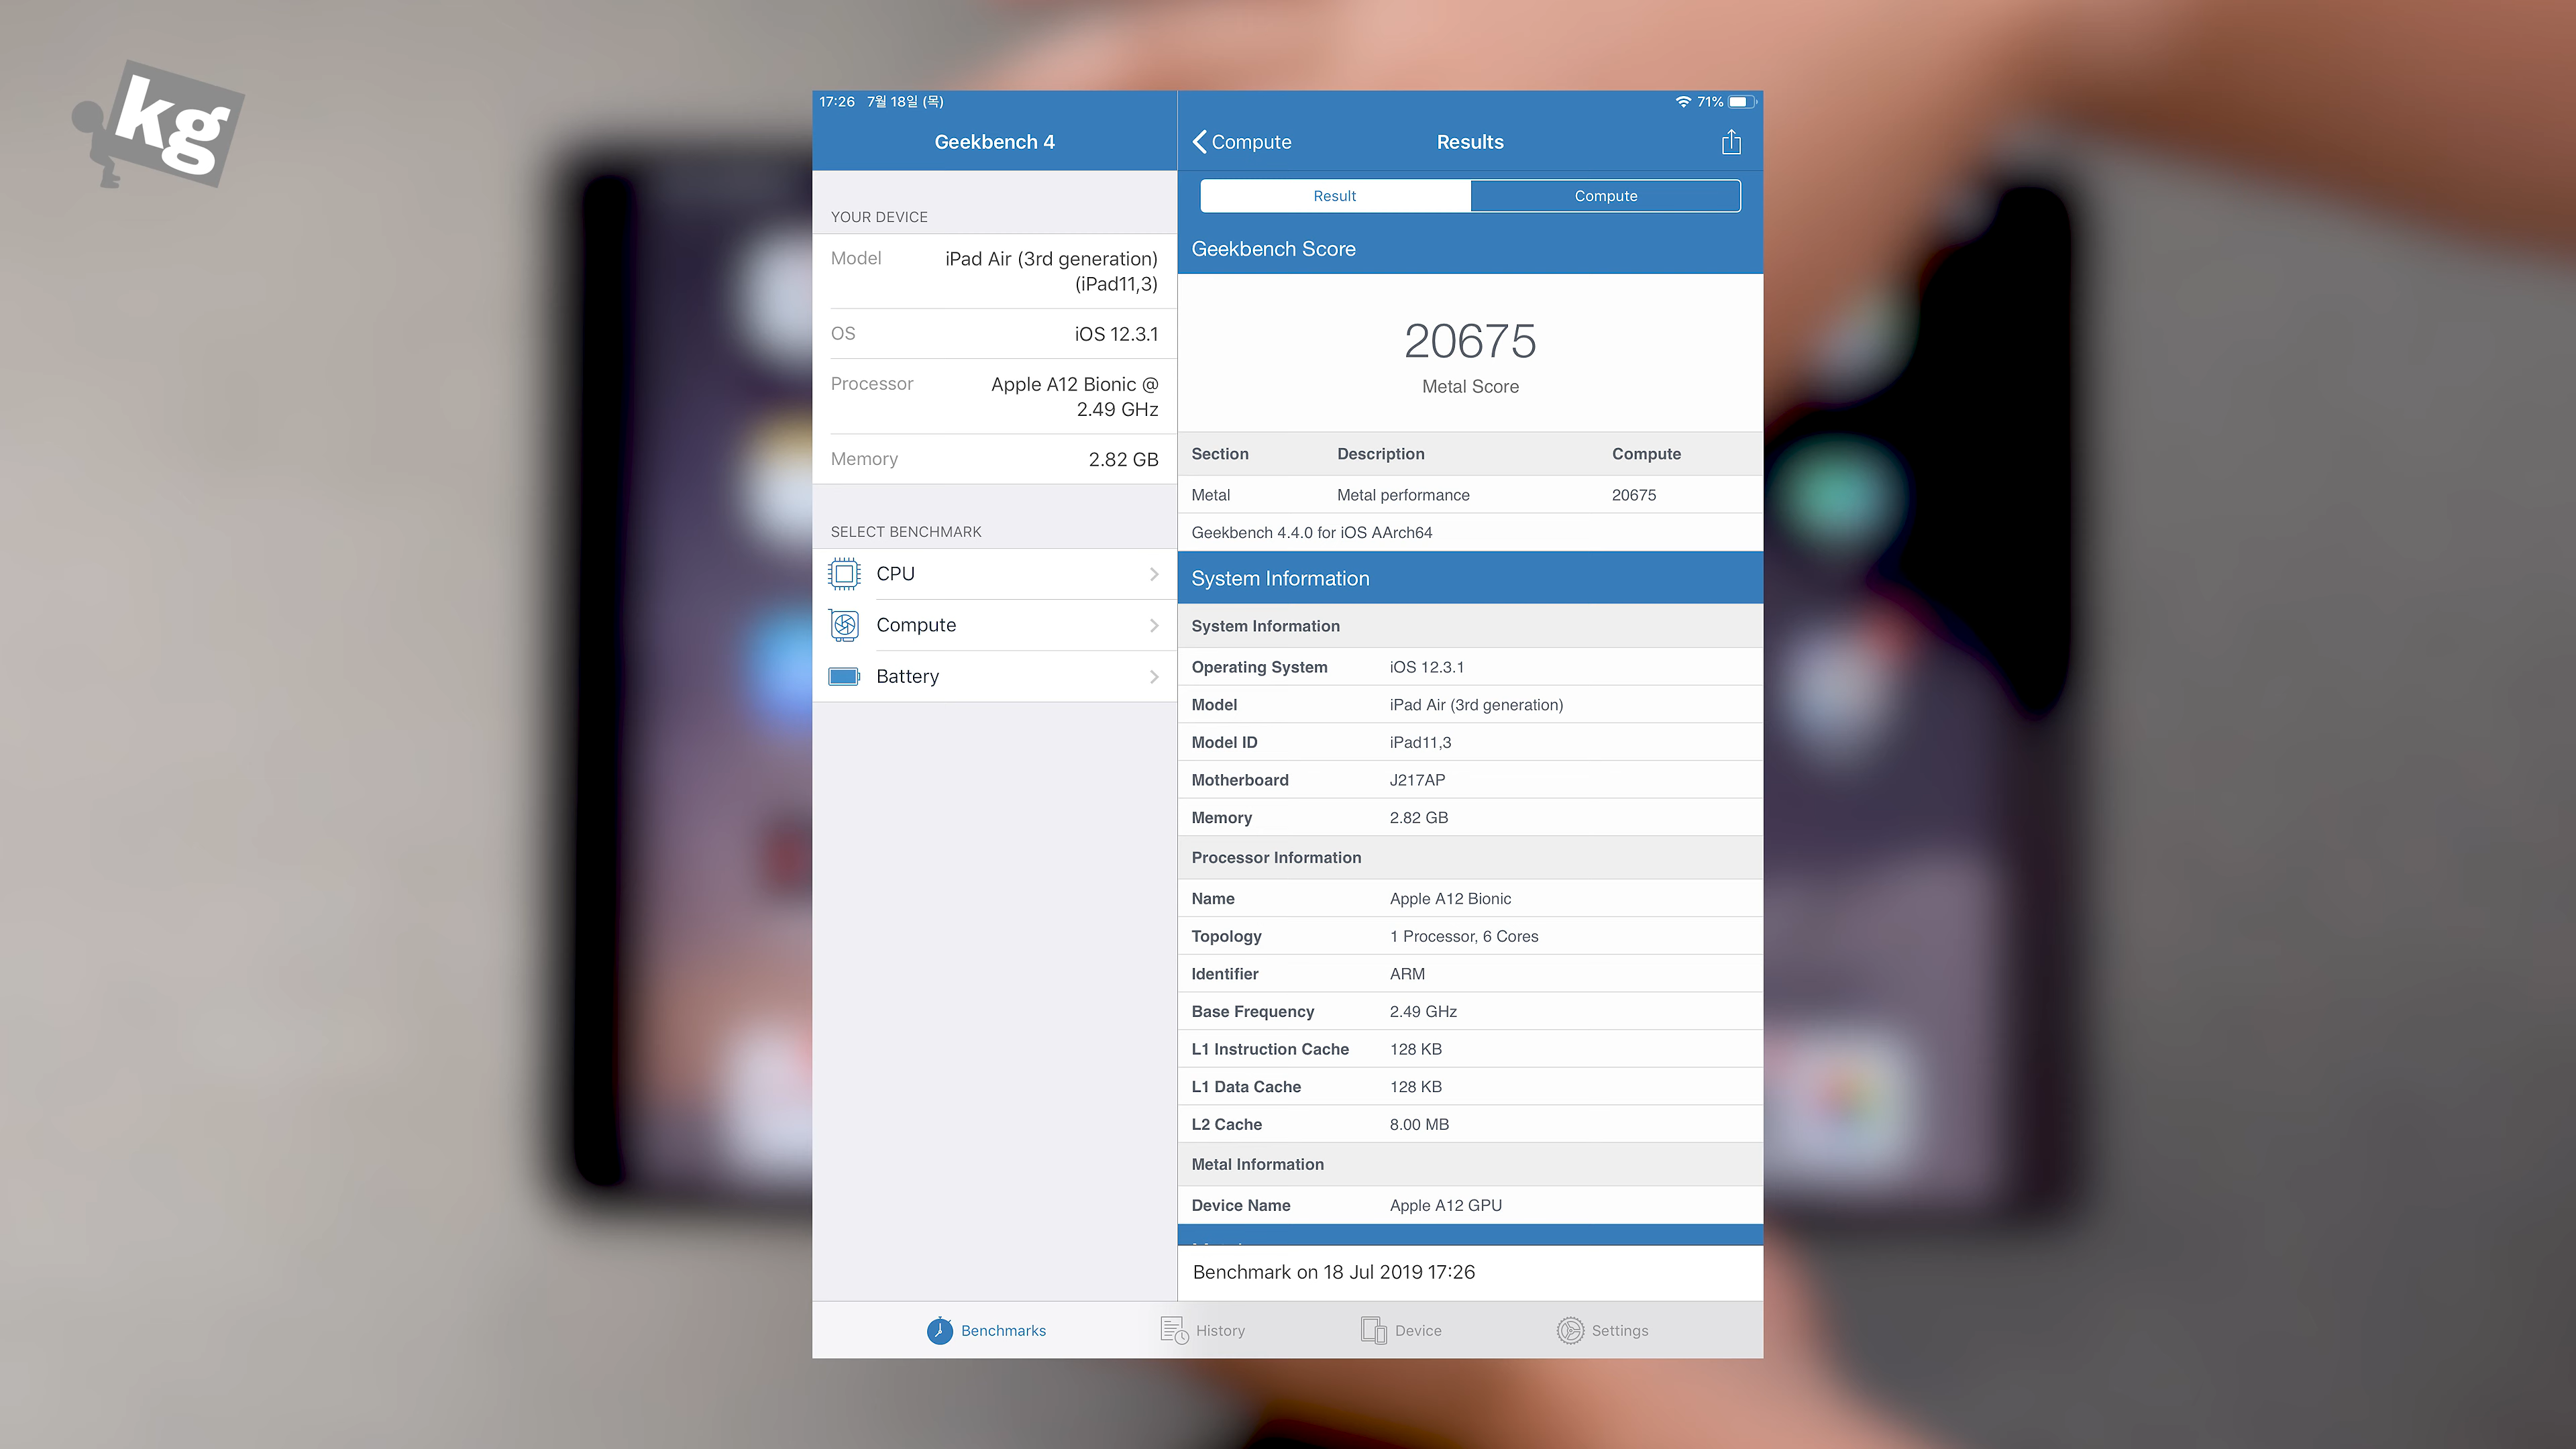 kg
17:26 7월 18일 (목)
71%
Geekbench 4
Compute
Results
Result
Compute
YOUR DEVICE
Model
iPad Air (3rd generation)
(iPad11,3)
OS
iOS 12.3.1
Processor
Apple A12 Bionic @
2.49 GHz
Memory
2.82 GB
SELECT BENCHMARK
CPU
Compute
Battery
Geekbench Score
20675
Metal Score
Section Description Compute
Metal Metal performance 20675
Geekbench 4.4.0 for iOS AArch64
System Information
System Information
Operating System iOS 12.3.1
Model iPad Air (3rd generation)
Model ID iPad11,3
Motherboard J217AP
Memory 2.82 GB
Processor Information
Name Apple A12 Bionic
Topology 1 Processor, 6 Cores
Identifier ARM
Base Frequency 2.49 GHz
L1 Instruction Cache 128 KB
L1 Data Cache 128 KB
L2 Cache 8.00 MB
Metal Information
Device Name Apple A12 GPU
Benchmark on 18 Jul 2019 17:26
Benchmarks
History
Device
Settings